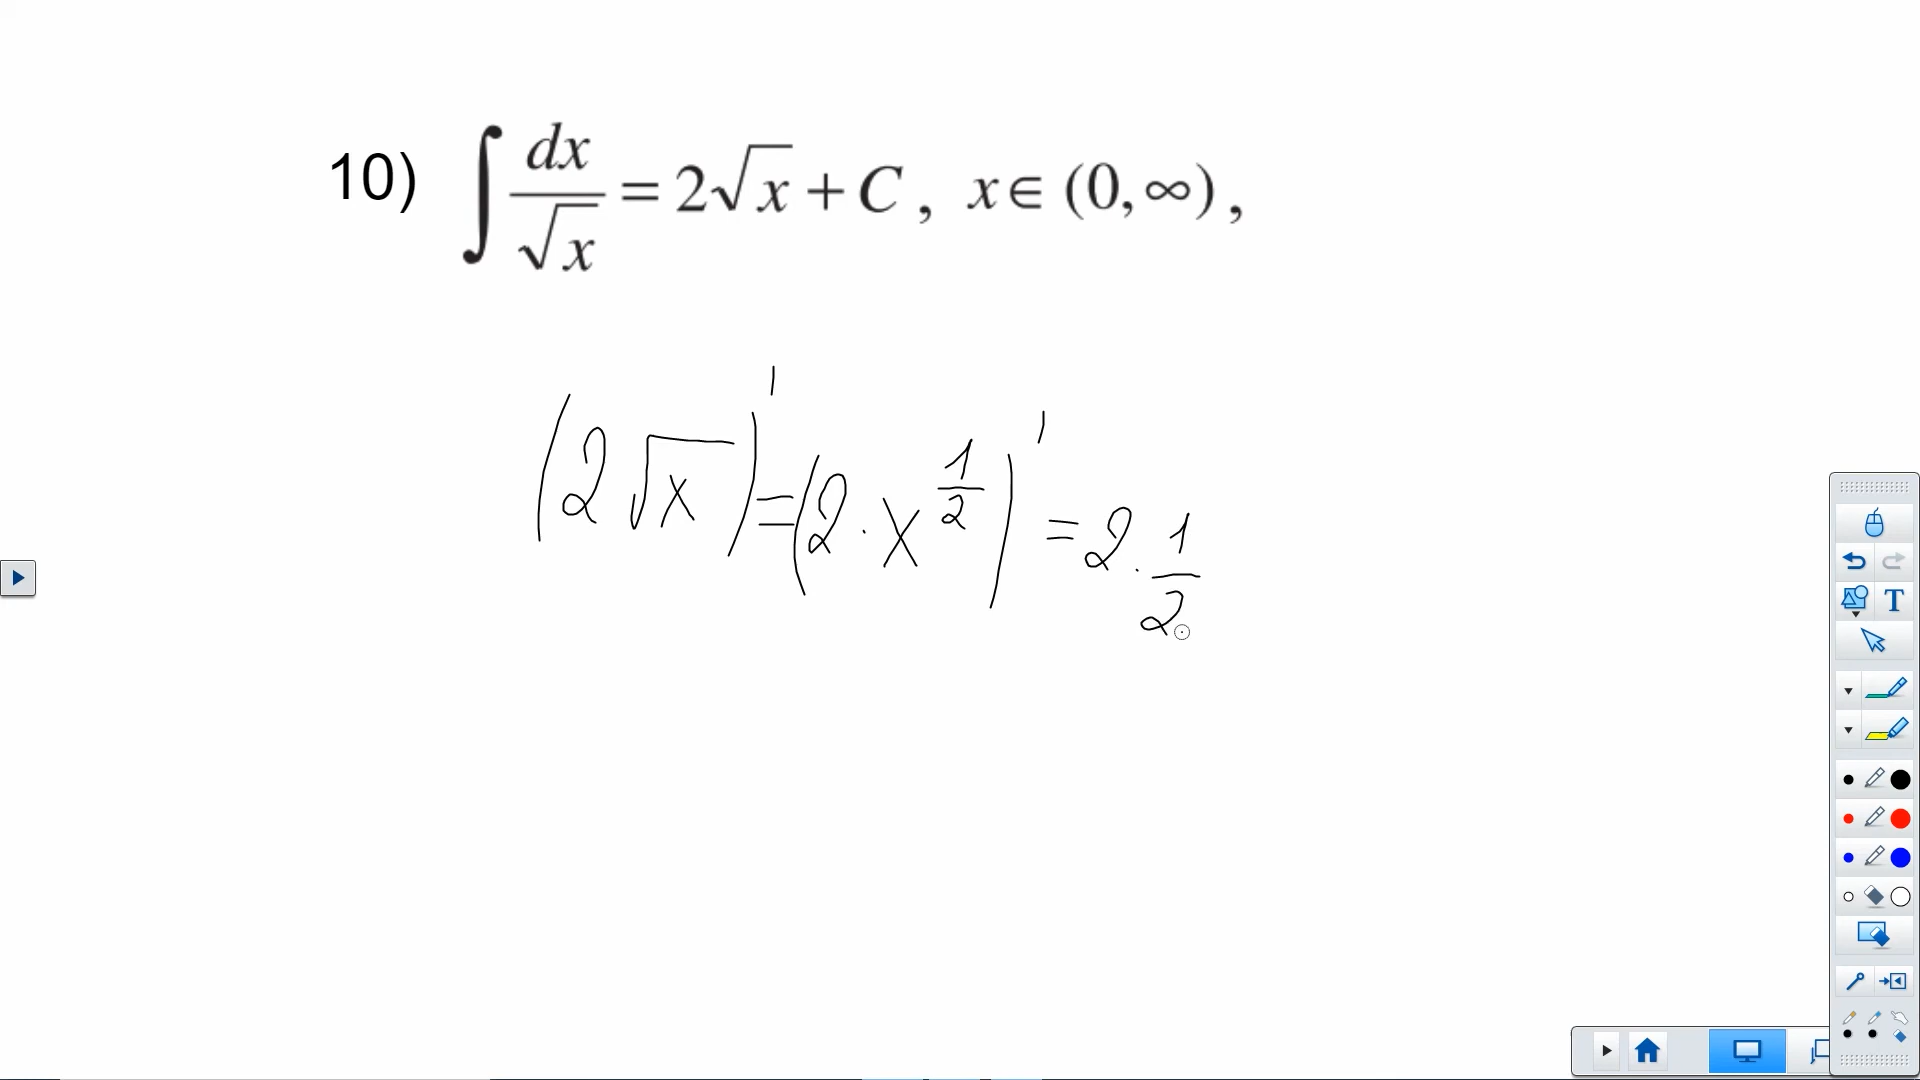 10) ∫ dx/√x = 2√x + C, x ∈ (0, ∞),
(2√x)' = (2 · x^(1/2))' = 2 · 1/2
T